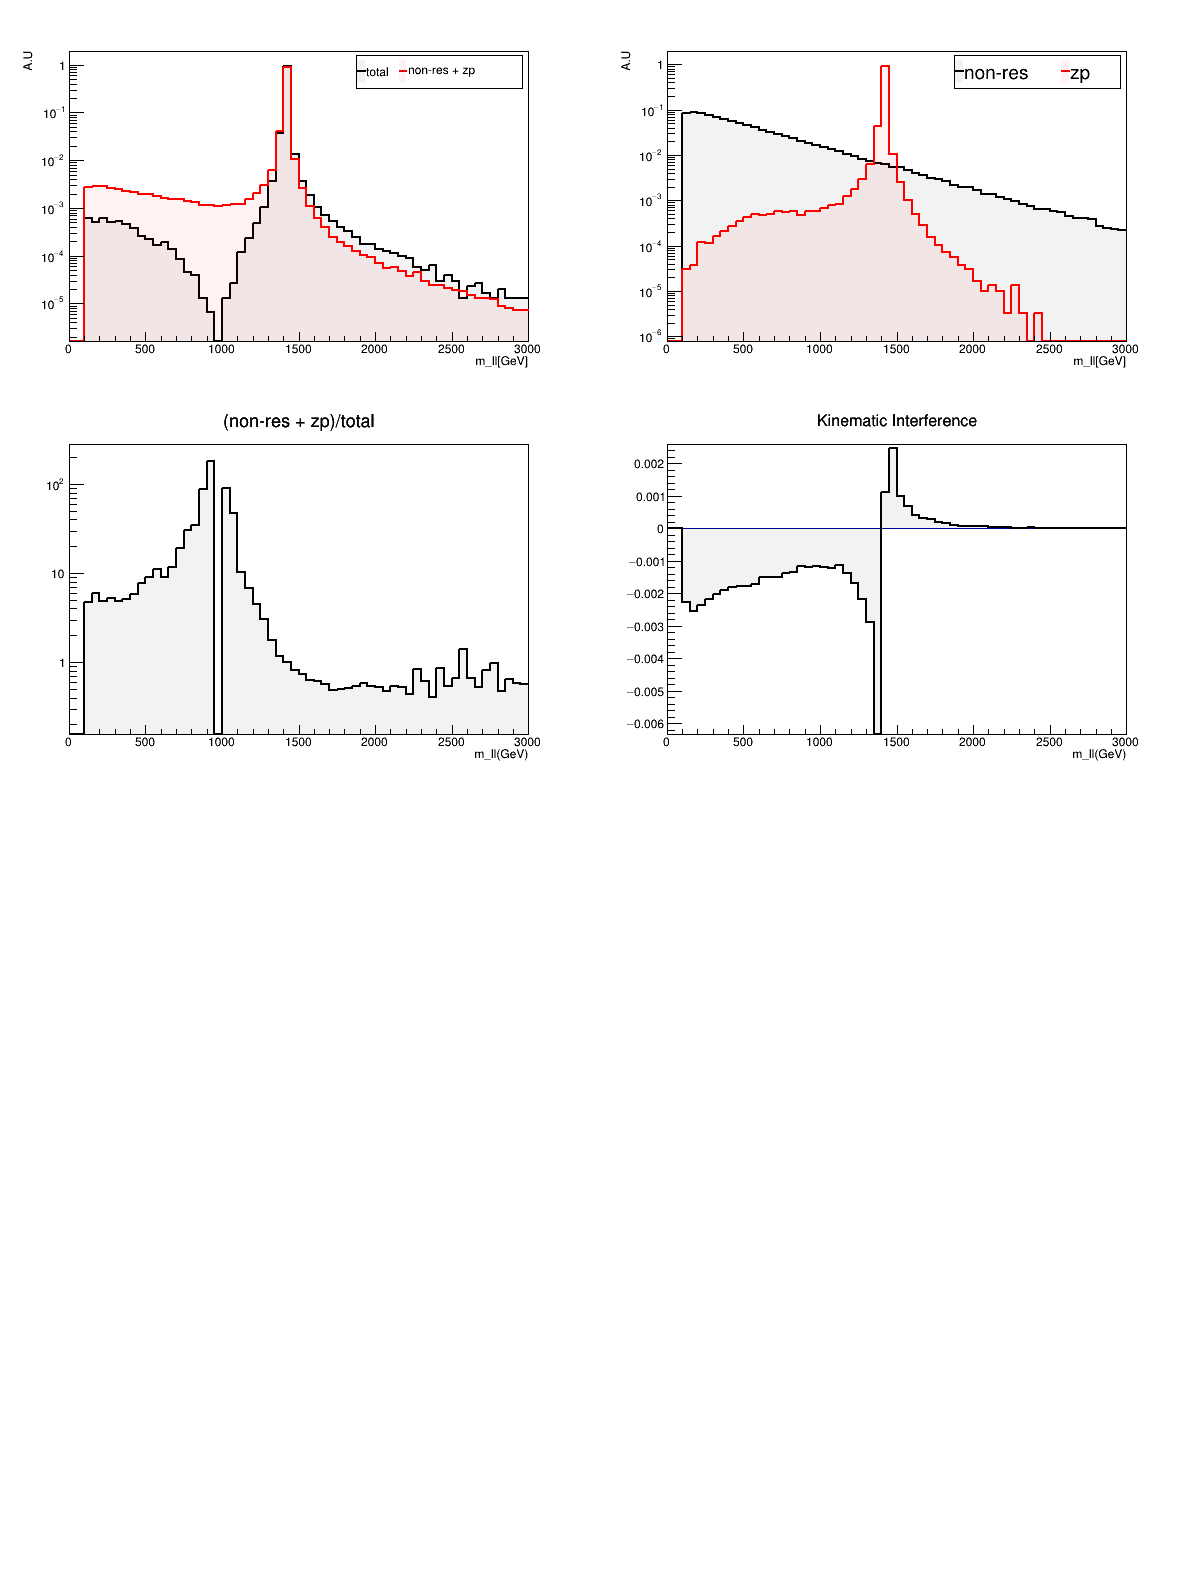 A.U
total non-res + zp
1
10⁻¹
10⁻²
10⁻³
10⁻⁴
10⁻⁵
0 500 1000 1500 2000 2500 3000
m_ll[GeV]
A.U
non-res zp
1
10⁻¹
10⁻²
10⁻³
10⁻⁴
10⁻⁵
10⁻⁶
0 500 1000 1500 2000 2500 3000
m_ll[GeV]
(non-res + zp)/total
10²
10
1
0 500 1000 1500 2000 2500 3000
m_ll(GeV)
Kinematic Interference
0.002
0.001
0
−0.001
−0.002
−0.003
−0.004
−0.005
−0.006
0 500 1000 1500 2000 2500 3000
m_ll(GeV)